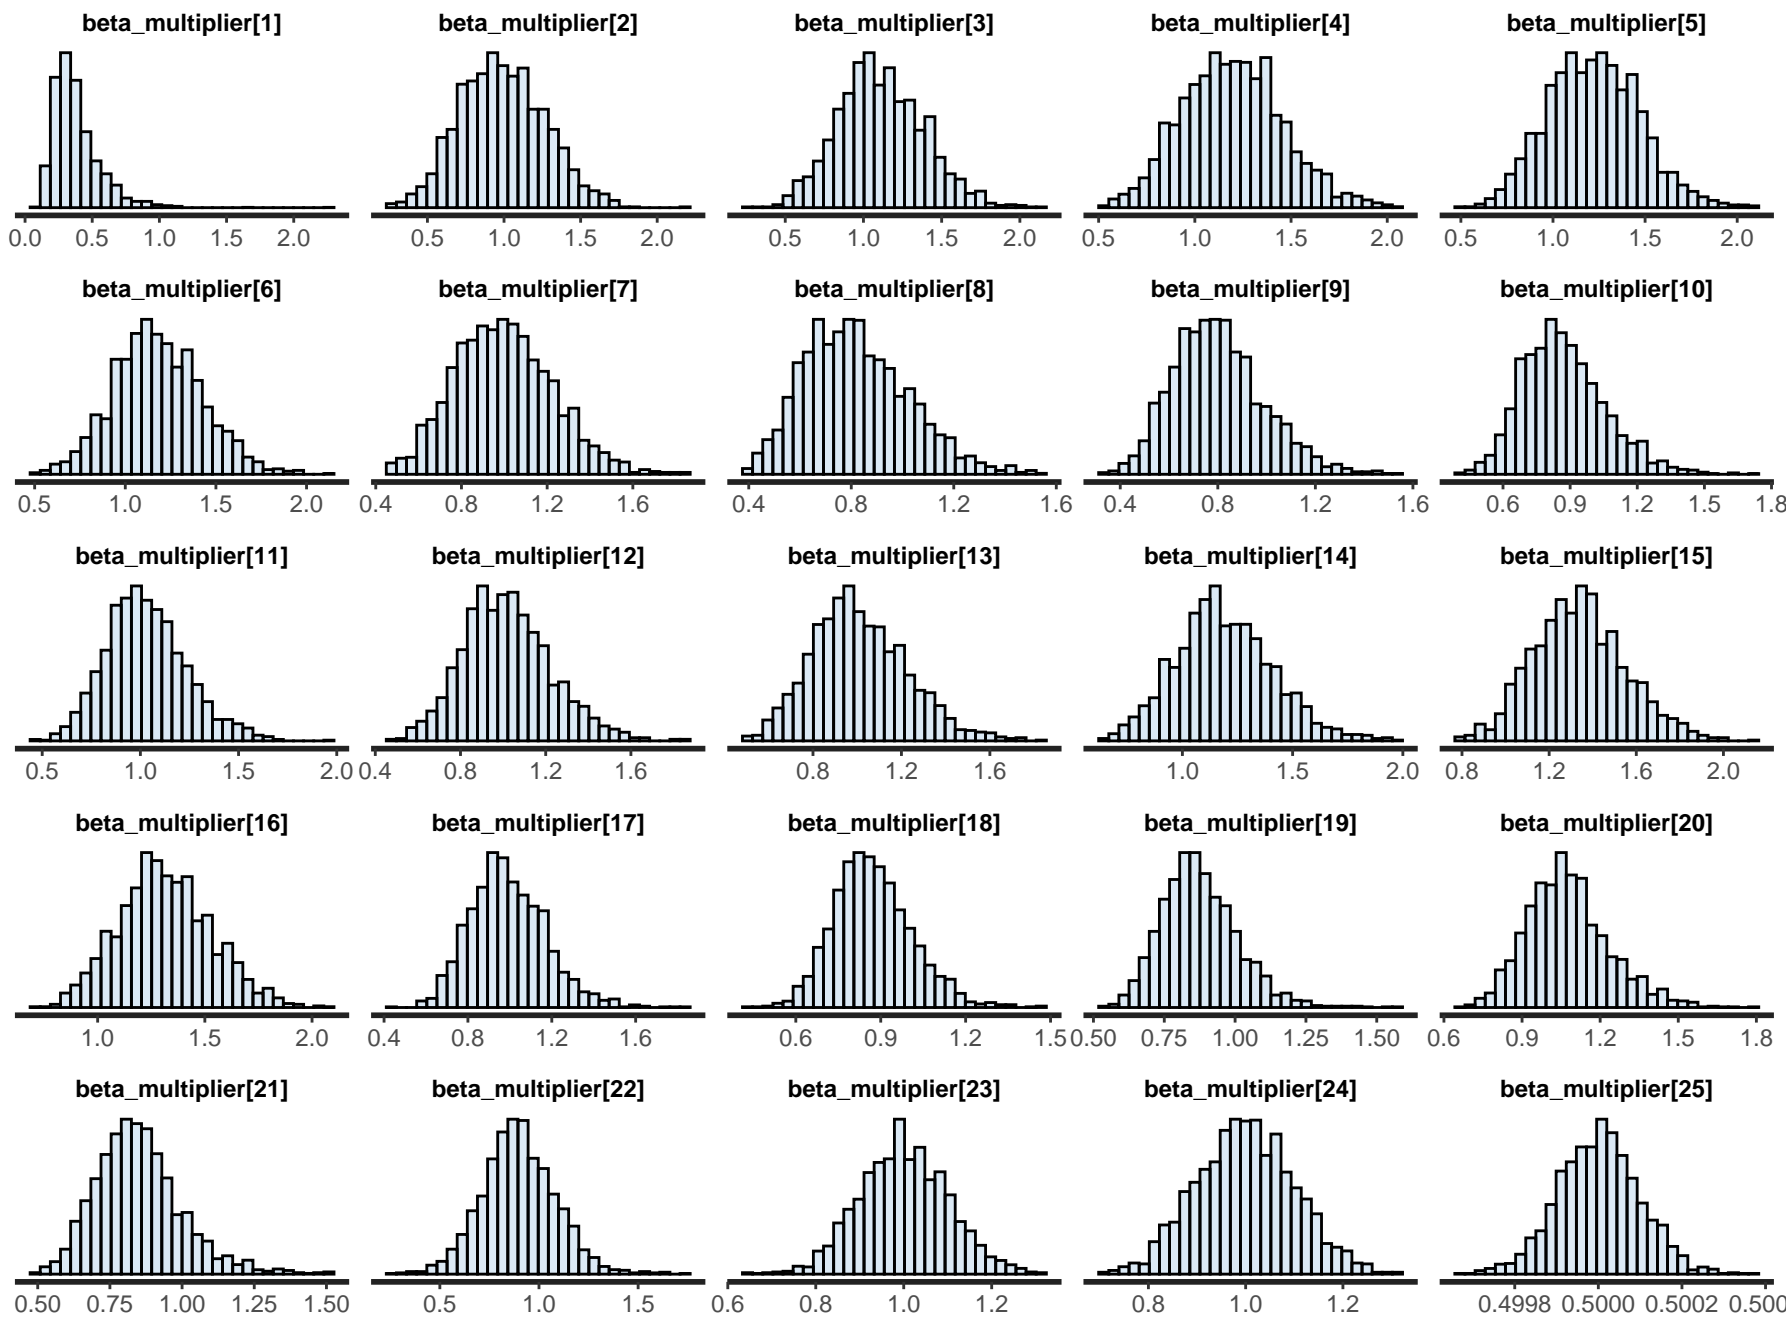 beta_multiplier[1] beta_multiplier[2] beta_multiplier[3] beta_multiplier[4] beta_multiplier[5]
0.0 0.5 1.0 1.5 2.0 0.5 1.0 1.5 2.0 0.5 1.0 1.5 2.0 0.5 1.0 1.5 2.0 0.5 1.0 1.5 2.0
beta_multiplier[6] beta_multiplier[7] beta_multiplier[8] beta_multiplier[9] beta_multiplier[10]
0.5 1.0 1.5 2.0 0.4 0.8 1.2 1.6 0.4 0.8 1.2 1.6 0.4 0.8 1.2 1.6 0.6 0.9 1.2 1.5 1.8
beta_multiplier[11] beta_multiplier[12] beta_multiplier[13] beta_multiplier[14] beta_multiplier[15]
0.5 1.0 1.5 2.0 0.4 0.8 1.2 1.6 0.8 1.2 1.6 1.0 1.5 2.0 0.8 1.2 1.6 2.0
beta_multiplier[16] beta_multiplier[17] beta_multiplier[18] beta_multiplier[19] beta_multiplier[20]
1.0 1.5 2.0 0.4 0.8 1.2 1.6 0.6 0.9 1.2 1.5 0.50 0.75 1.00 1.25 1.50 0.6 0.9 1.2 1.5 1.8
beta_multiplier[21] beta_multiplier[22] beta_multiplier[23] beta_multiplier[24] beta_multiplier[25]
0.50 0.75 1.00 1.25 1.50 0.5 1.0 1.5 0.6 0.8 1.0 1.2 0.8 1.0 1.2 0.4998 0.5000 0.5002 0.500